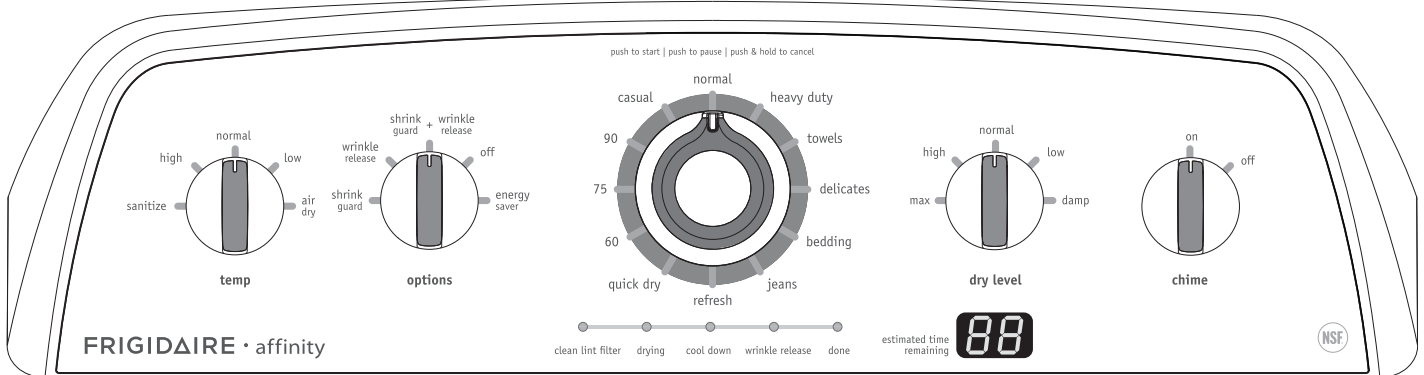 push to start | push to pause | push & hold to cancel
normal
casual
heavy duty
90
towels
75
delicates
60
bedding
quick dry
jeans
refresh
normal
high
low
sanitize
air
dry
temp
shrink
guard
+
wrinkle
release
wrinkle
release
off
shrink
guard
energy
saver
options
normal
high
low
max
damp
dry level
on
off
chime
clean lint filter
drying
cool down
wrinkle release
done
estimated time
remaining
88
FRIGIDAIRE · affinity
NSF